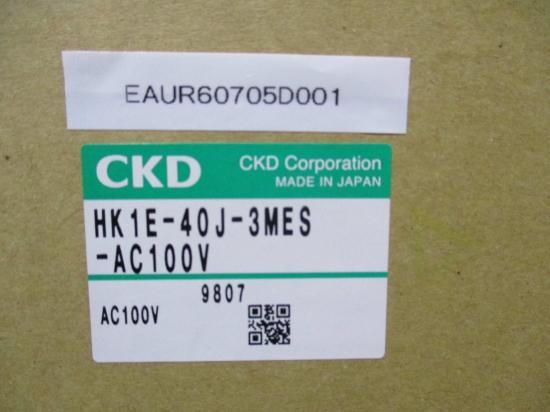 EAUR60705D001
CKD
CKD Corporation
MADE IN JAPAN
HK1E-40J-3MES
-AC100V
9807
AC100V